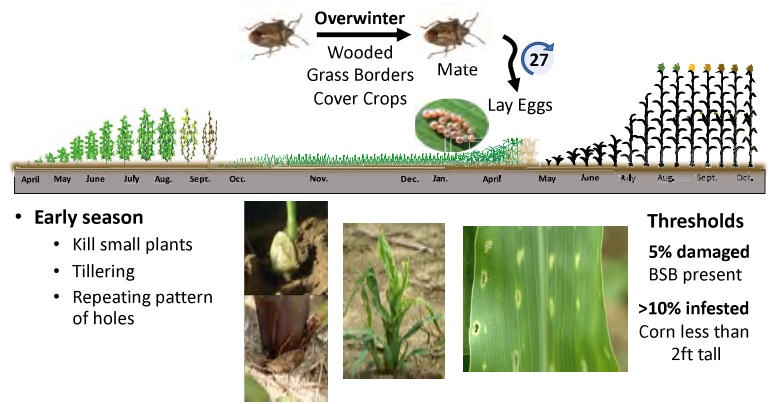 Overwinter
Wooded
Grass Borders
Cover Crops
Mate
27
Lay Eggs
April May June July Aug. Sept. Oct. Nov. Dec. Jan. April May June July Aug. Sept. Oct.
• Early season
• Kill small plants
• Tillering
• Repeating pattern
of holes
Thresholds
5% damaged
BSB present
>10% infested
Corn less than
2ft tall